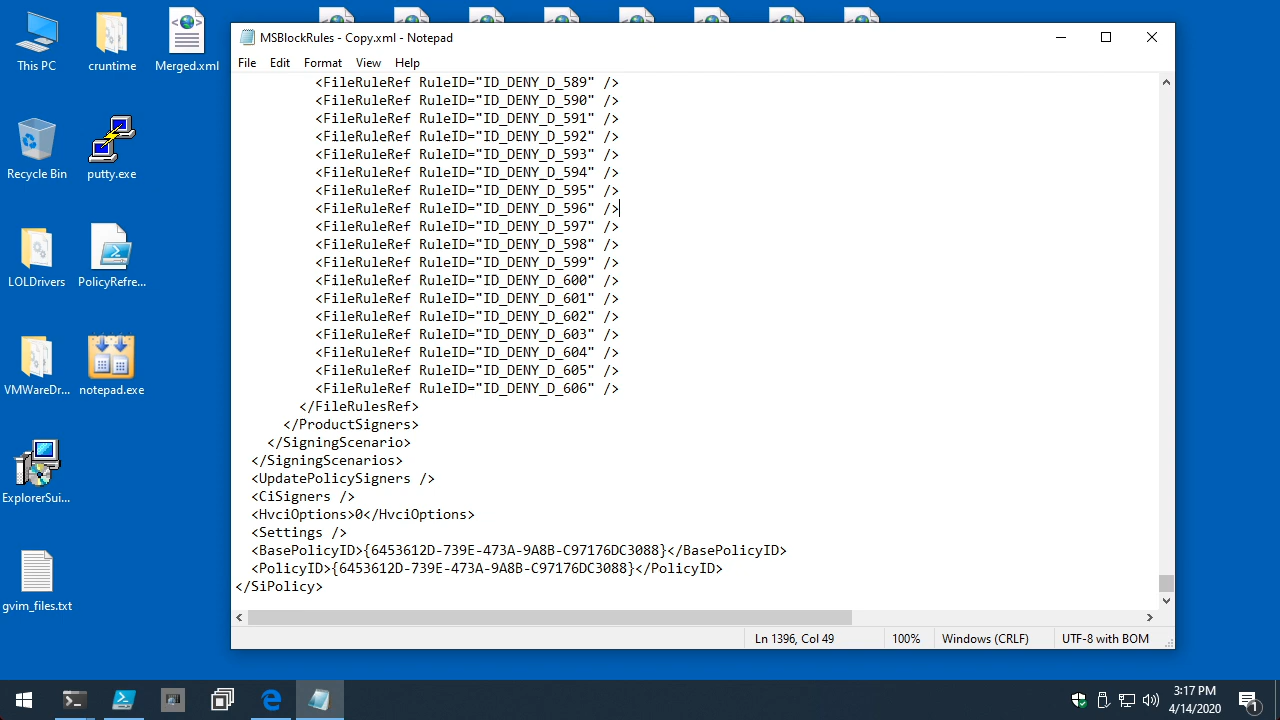 This PC
cruntime
Merged.xml
Recycle Bin
putty.exe
LOLDrivers
PolicyRefre...
VMWareDr...
notepad.exe
ExplorerSui...
gvim_files.txt
MSBlockRules - Copy.xml - Notepad
File Edit Format View Help
<FileRuleRef RuleID="ID_DENY_D_589" />
<FileRuleRef RuleID="ID_DENY_D_590" />
<FileRuleRef RuleID="ID_DENY_D_591" />
<FileRuleRef RuleID="ID_DENY_D_592" />
<FileRuleRef RuleID="ID_DENY_D_593" />
<FileRuleRef RuleID="ID_DENY_D_594" />
<FileRuleRef RuleID="ID_DENY_D_595" />
<FileRuleRef RuleID="ID_DENY_D_596" />
<FileRuleRef RuleID="ID_DENY_D_597" />
<FileRuleRef RuleID="ID_DENY_D_598" />
<FileRuleRef RuleID="ID_DENY_D_599" />
<FileRuleRef RuleID="ID_DENY_D_600" />
<FileRuleRef RuleID="ID_DENY_D_601" />
<FileRuleRef RuleID="ID_DENY_D_602" />
<FileRuleRef RuleID="ID_DENY_D_603" />
<FileRuleRef RuleID="ID_DENY_D_604" />
<FileRuleRef RuleID="ID_DENY_D_605" />
<FileRuleRef RuleID="ID_DENY_D_606" />
</FileRulesRef>
</ProductSigners>
</SigningScenario>
</SigningScenarios>
<UpdatePolicySigners />
<CiSigners />
<HvciOptions>0</HvciOptions>
<Settings />
<BasePolicyID>{6453612D-739E-473A-9A8B-C97176DC3088}</BasePolicyID>
<PolicyID>{6453612D-739E-473A-9A8B-C97176DC3088}</PolicyID>
</SiPolicy>
Ln 1396, Col 49 100% Windows (CRLF) UTF-8 with BOM
3:17 PM
4/14/2020
1